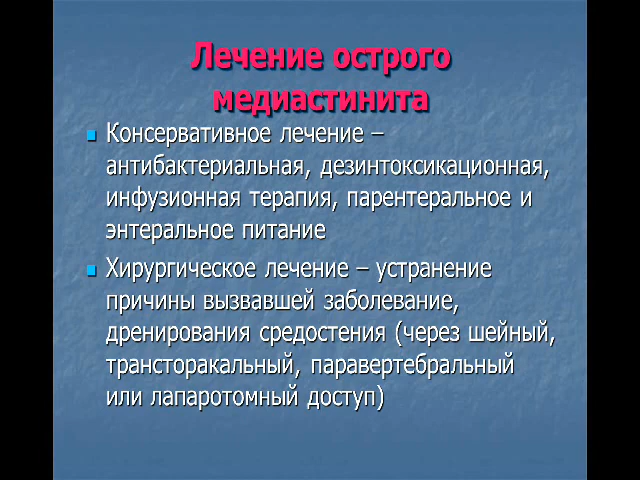 Лечение острого
медиастинита
Консервативное лечение –
антибактериальная, дезинтоксикационная,
инфузионная терапия, парентеральное и
энтеральное питание
Хирургическое лечение – устранение
причины вызвавшей заболевание,
дренирования средостения (через шейный,
трансторакальный, паравертебральный
или лапаротомный доступ)